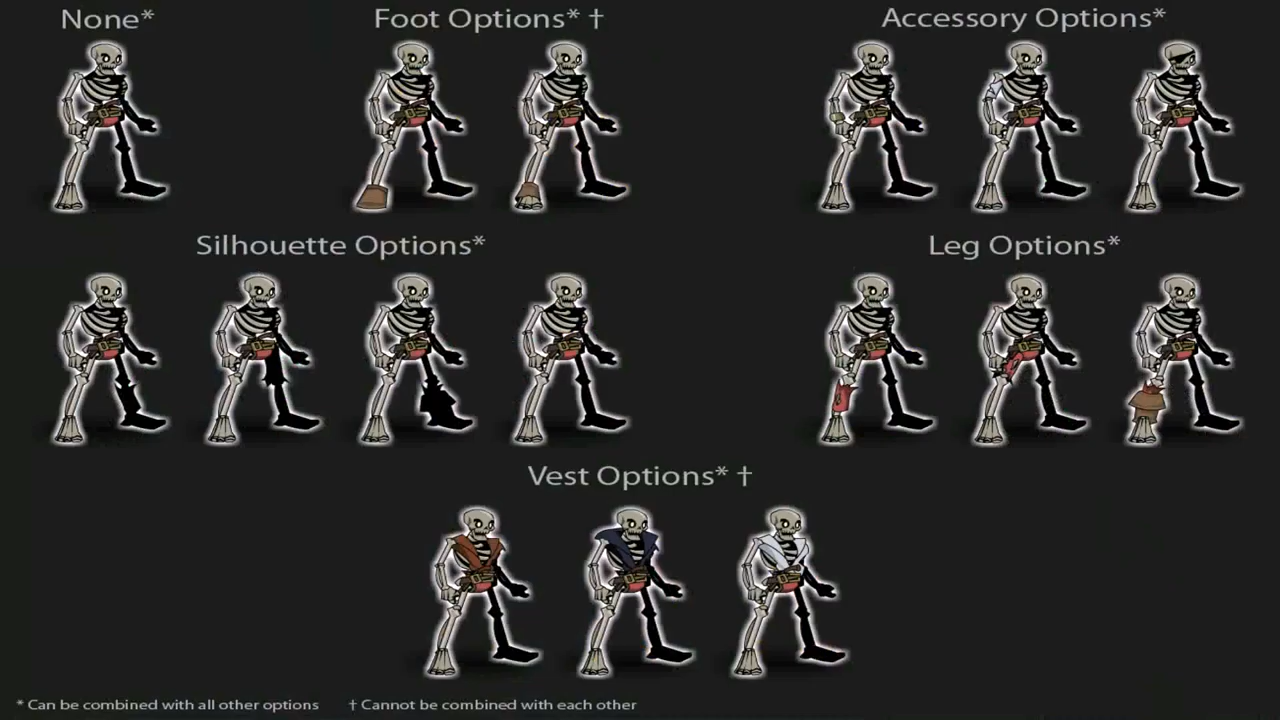 None*
Foot Options* †
Accessory Options*
Silhouette Options*
Leg Options*
Vest Options* †
* Can be combined with all other options
† Cannot be combined with each other